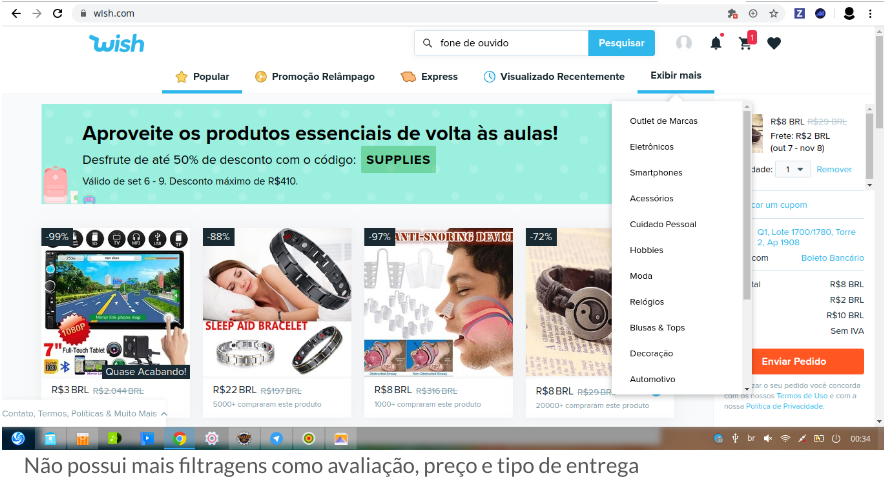 wish.com
wish
fone de ouvido
Pesquisar
1
Popular
Promoção Relâmpago
Express
Visualizado Recentemente
Exibir mais
Aproveite os produtos essenciais de volta às aulas!
Desfrute de até 50% de desconto com o código: SUPPLIES
Válido de set 6 - 9. Desconto máximo de R$410.
Outlet de Marcas
Eletrônicos
Smartphones
Acessórios
Cuidado Pessoal
Hobbies
Moda
Relógios
Blusas & Tops
Decoração
Automotivo
R$8 BRL R$29 BRL
Frete: R$2 BRL
(out 7 - nov 8)
dade: 1 Remover
car um cupom
Q1, Lote 1700/1780, Torre
2, Ap 1908
com Boleto Bancário
tal R$8 BRL
R$2 BRL
R$10 BRL
Sem IVA
Enviar Pedido
zar o seu pedido você concorda
com os nossos Termos de Uso e com a
nossa Política de Privacidade.
-99%
SD
TV
MP3
USB
TF
1080P
7" Full-Touch Tablet
Quase Acabando!
R$3 BRL R$2.044 BRL
-88%
SLEEP AID BRACELET
R$22 BRL R$197 BRL
5000+ compraram este produto
-97%
ANTI-SNORING DEVICE
R$8 BRL R$316 BRL
1000+ compraram este produto
-72%
R$8 BRL R$29 BR
20000+ compraram este produto
Contato, Termos, Políticas & Muito Mais
br
00:34
Não possui mais filtragens como avaliação, preço e tipo de entrega